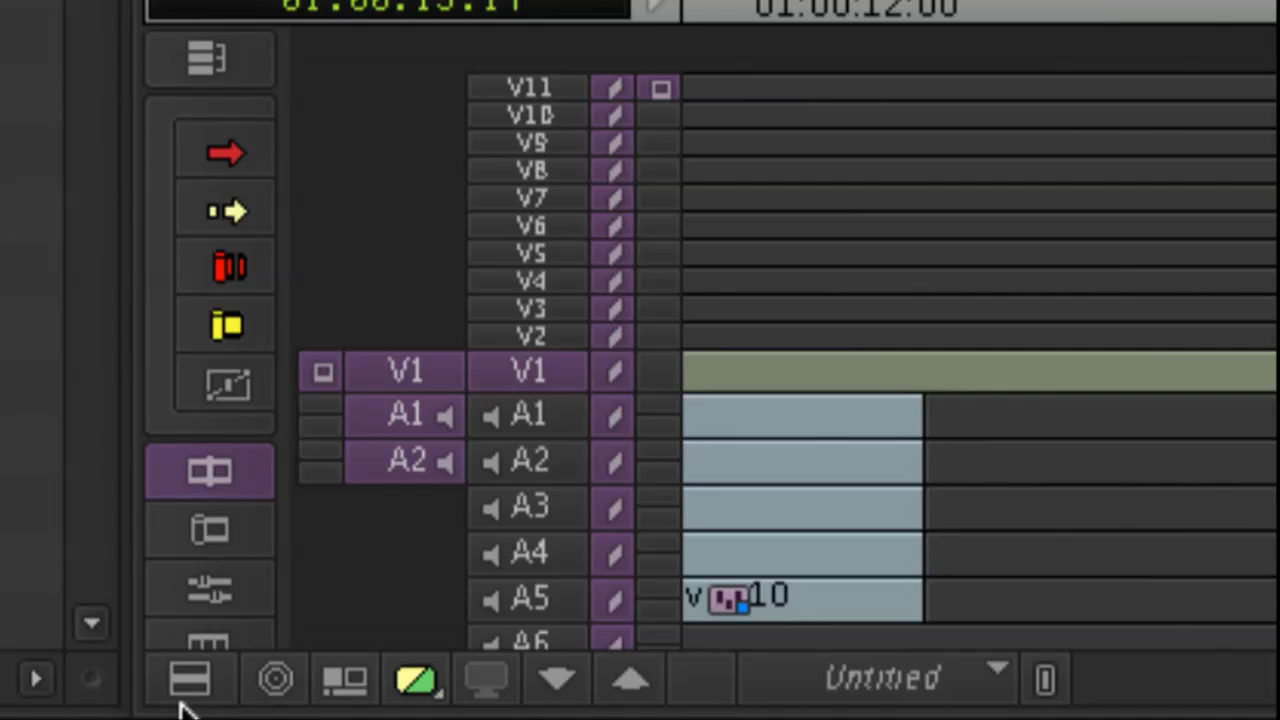 01:00:12:00
V11
V10
V9
V8
V7
V6
V5
V4
V3
V2
V1 V1
A1 A1
A2 A2
A3
A4
A5 v 10
A6
Untitled